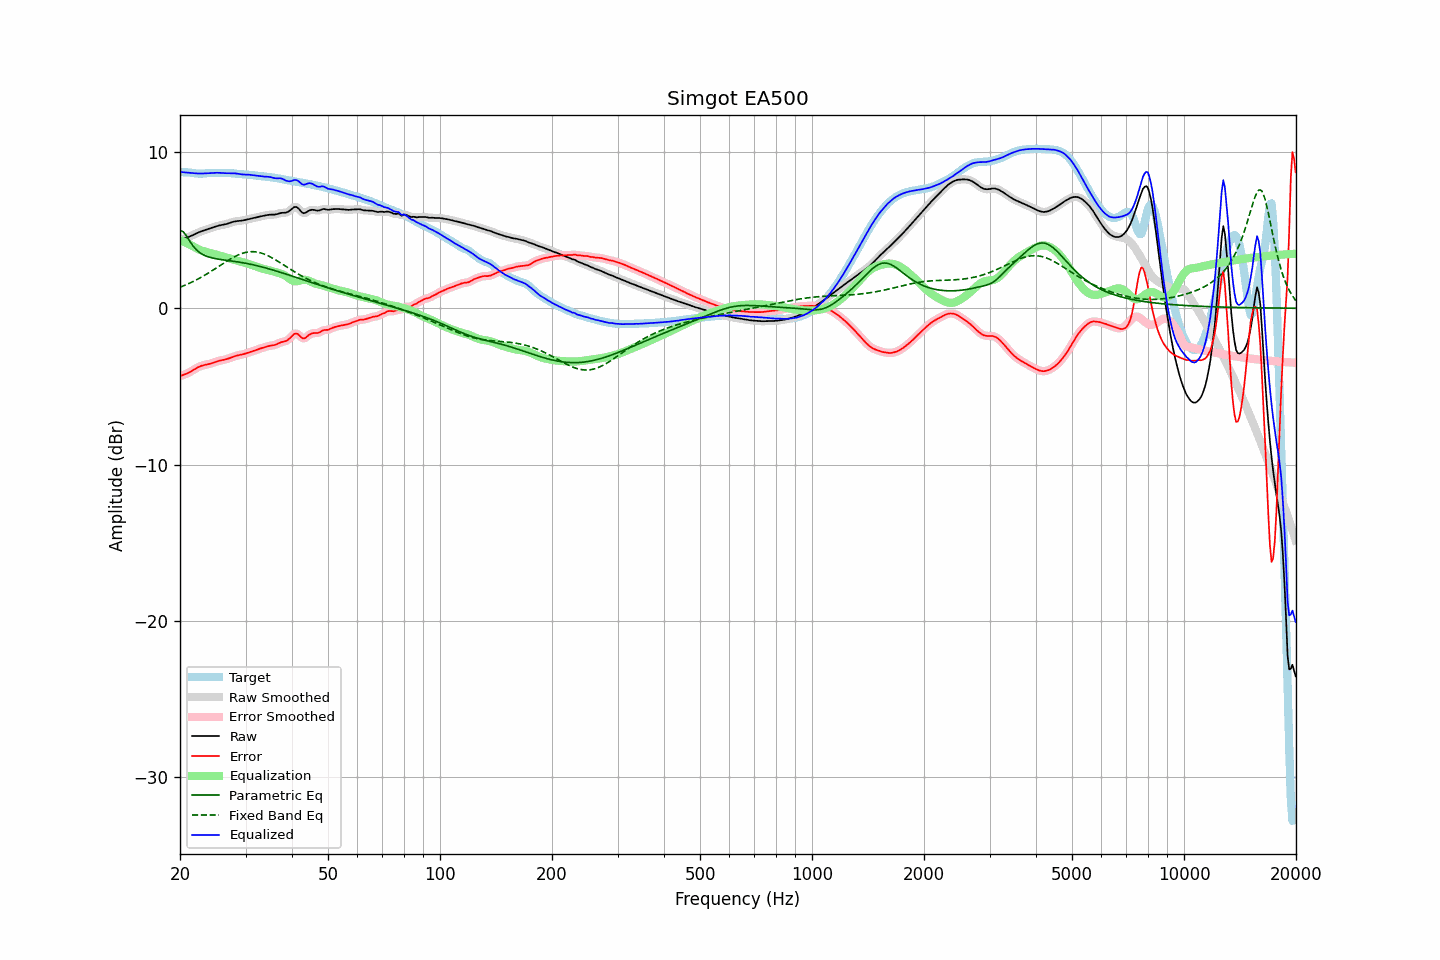 Simgot EA500
Amplitude (dBr)
10
0
−10
−20
−30
Target
Raw Smoothed
Error Smoothed
Raw
Error
Equalization
Parametric Eq
Fixed Band Eq
Equalized
20 50 100 200 500 1000 2000 5000 10000 20000
Frequency (Hz)